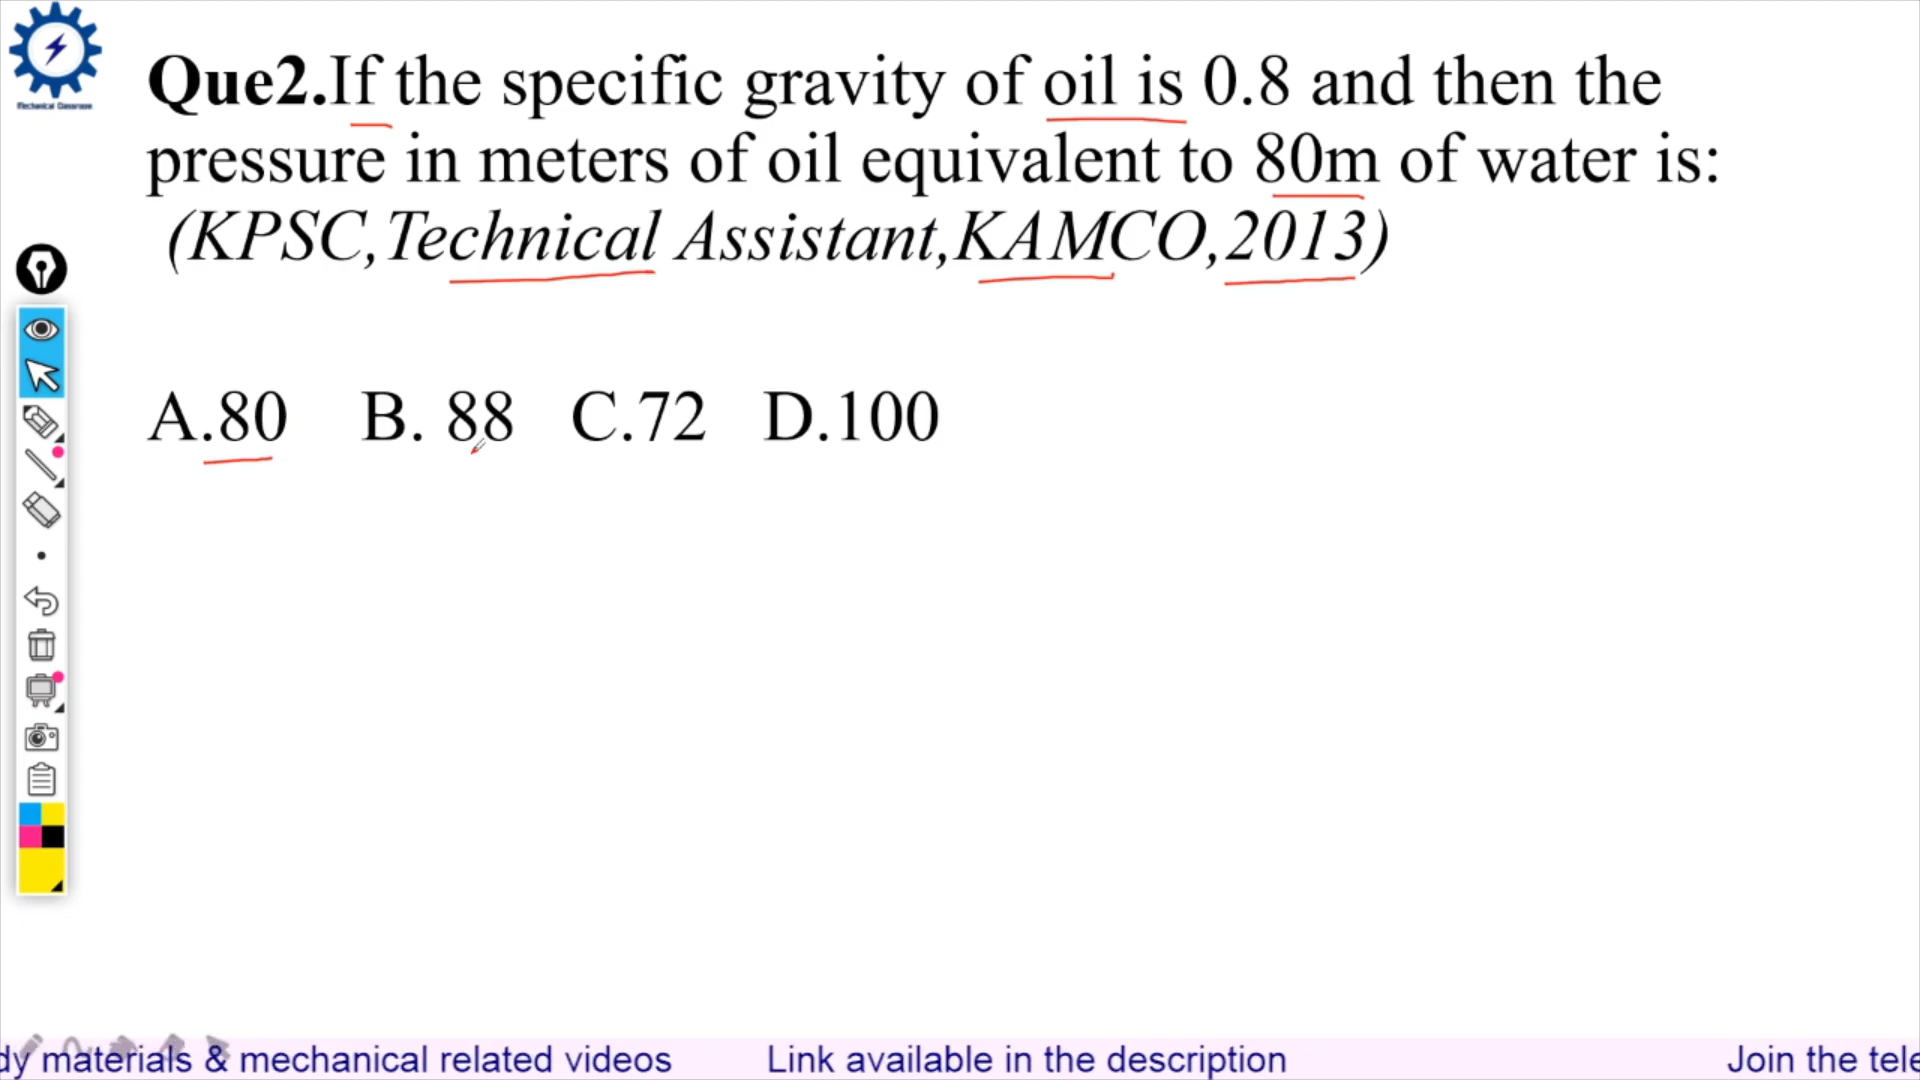 Mechanical Classroom
Que2.If the specific gravity of oil is 0.8 and then the
pressure in meters of oil equivalent to 80m of water is:
(KPSC,Technical Assistant,KAMCO,2013)
A.80 B. 88 C.72 D.100
dy materials & mechanical related videos Link available in the description Join the tele